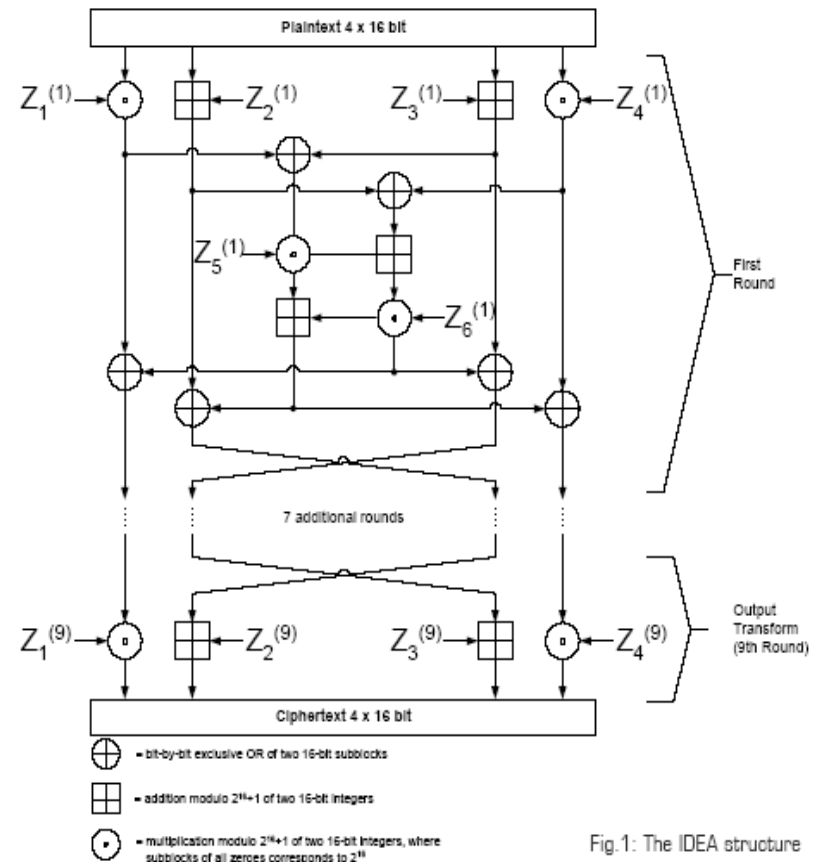 Plaintext 4 x 16 bit
Z₁⁽¹⁾ Z₂⁽¹⁾ Z₃⁽¹⁾ Z₄⁽¹⁾
Z₅⁽¹⁾
Z₆⁽¹⁾
First
Round
7 additional rounds
Output
Transform
(9th Round)
Z₁⁽⁹⁾ Z₂⁽⁹⁾ Z₃⁽⁹⁾ Z₄⁽⁹⁾
Ciphertext 4 x 16 bit
= bit-by-bit exclusive OR of two 16-bit subblocks
= addition modulo 2¹⁶+1 of two 16-bit integers
= multiplication modulo 2¹⁶+1 of two 16-bit integers, where
subblocks of all zeroes corresponds to 2¹⁶
Fig.1: The IDEA structure